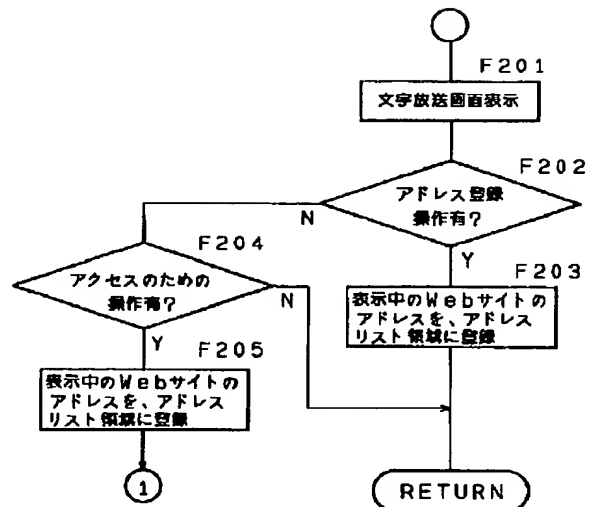 F201
文字放送画面表示
F202
アドレス登録
操作有?
N
Y
F204
アクセスのための
操作有?
N
Y
F203
表示中のWebサイトの
アドレスを、アドレス
リスト領域に登録
F205
表示中のWebサイトの
アドレスを、アドレス
リスト領域に登録
1
RETURN